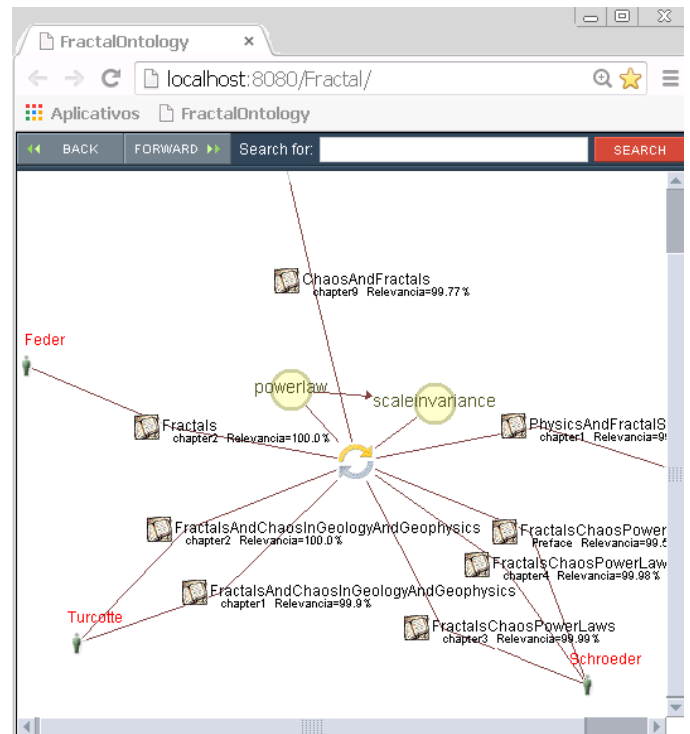 FractalOntology
localhost:8080/Fractal/
Aplicativos FractalOntology
BACK FORWARD Search for: SEARCH
ChaosAndFractals
chapter9 Relevancia=99.77%
Feder
powerlaw
scaleinvariance
Fractals
chapter2 Relevancia=100.0%
PhysicsAndFractalS
chapter1 Relevancia=99
FractalsAndChaosInGeologyAndGeophysics
chapter2 Relevancia=100.0%
FractalsChaosPower
Preface Relevancia=99.5
FractalsChaosPowerLaw
chapter4 Relevancia=99.98%
FractalsAndChaosInGeologyAndGeophysics
chapter1 Relevancia=99.9%
Turcotte
FractalsChaosPowerLaws
chapter3 Relevancia=99.99%
Schroeder